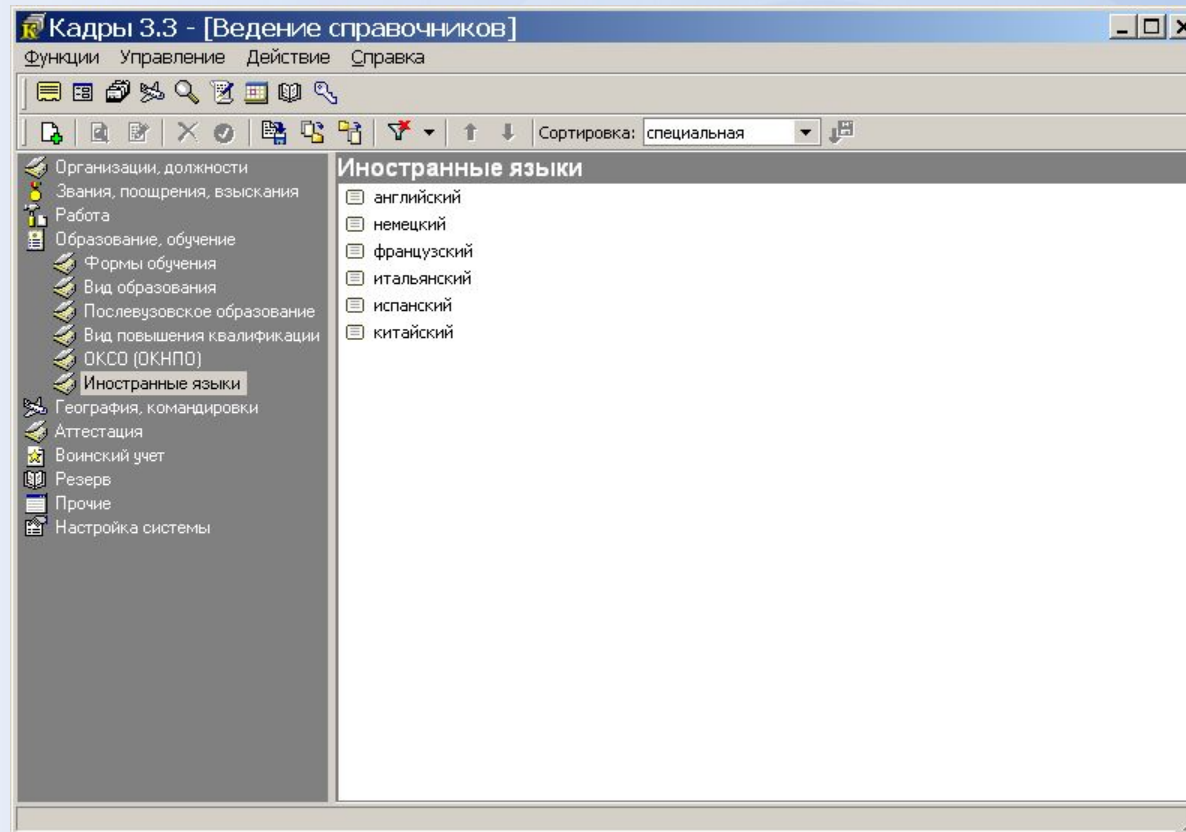 Кадры 3.3 - [Ведение справочников]
Функции Управление Действие Справка
Сортировка: специальная
Организации, должности
Звания, поощрения, взыскания
Работа
Образование, обучение
Формы обучения
Вид образования
Послевузовское образование
Вид повышения квалификации
ОКСО (ОКНПО)
Иностранные языки
География, командировки
Аттестация
Воинский учет
Резерв
Прочие
Настройка системы
Иностранные языки
английский
немецкий
французский
итальянский
испанский
китайский